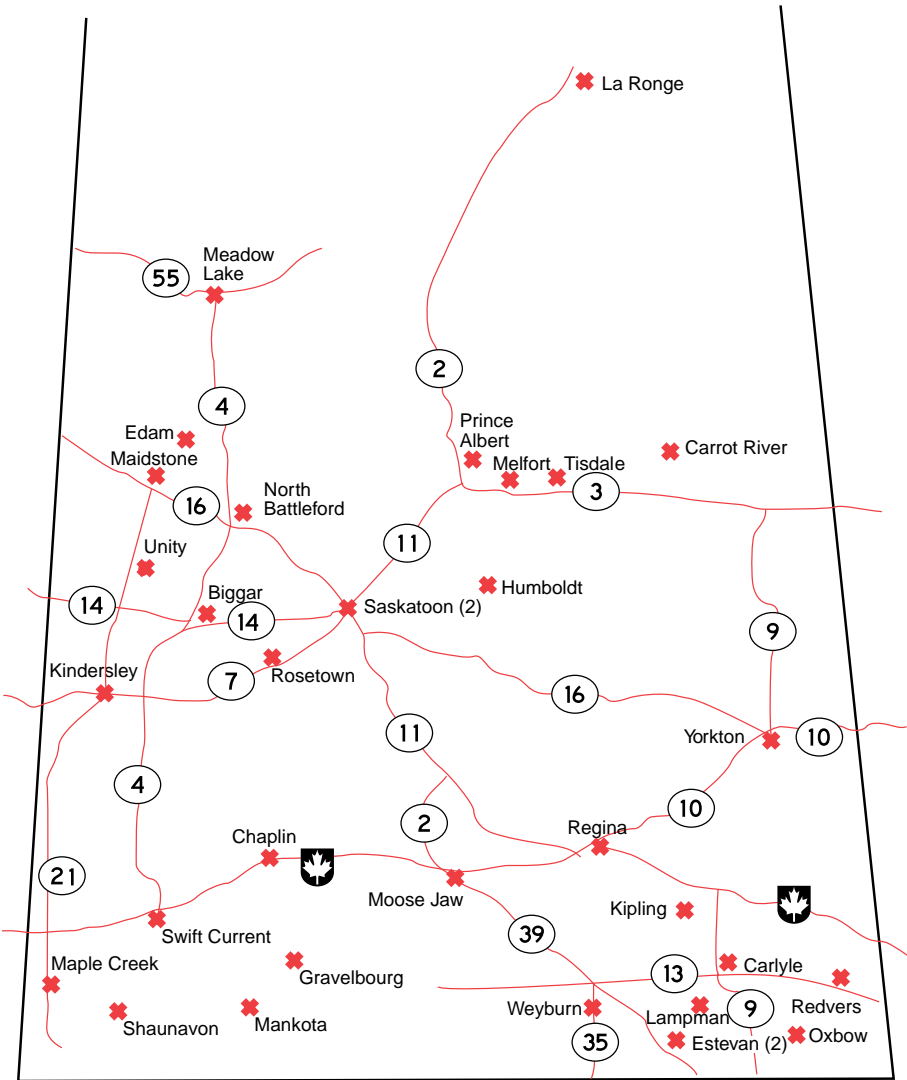 La Ronge
Meadow
Lake
55
2
4
Prince
Albert
Edam
Maidstone
Carrot River
Melfort
Tisdale
3
16
North
Battleford
11
Unity
Humboldt
14
Biggar
14
Saskatoon (2)
9
Kindersley
7
Rosetown
16
11
Yorkton
10
4
10
2
Regina
Chaplin
21
Moose Jaw
Kipling
39
Swift Current
Maple Creek
Gravelbourg
13
Carlyle
Redvers
Weyburn
Lampman
9
Shaunavon
Mankota
35
Estevan (2)
Oxbow